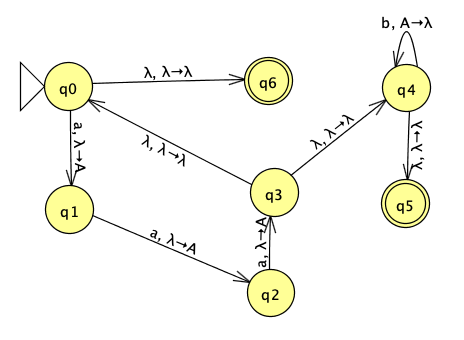 b, A→λ
λ, λ→λ
q0
q6
q4
a, λ→A
λ, λ→λ
λ, λ→λ
λ, λ→λ
q1
q3
q5
a, λ→A
a, λ→A
q2